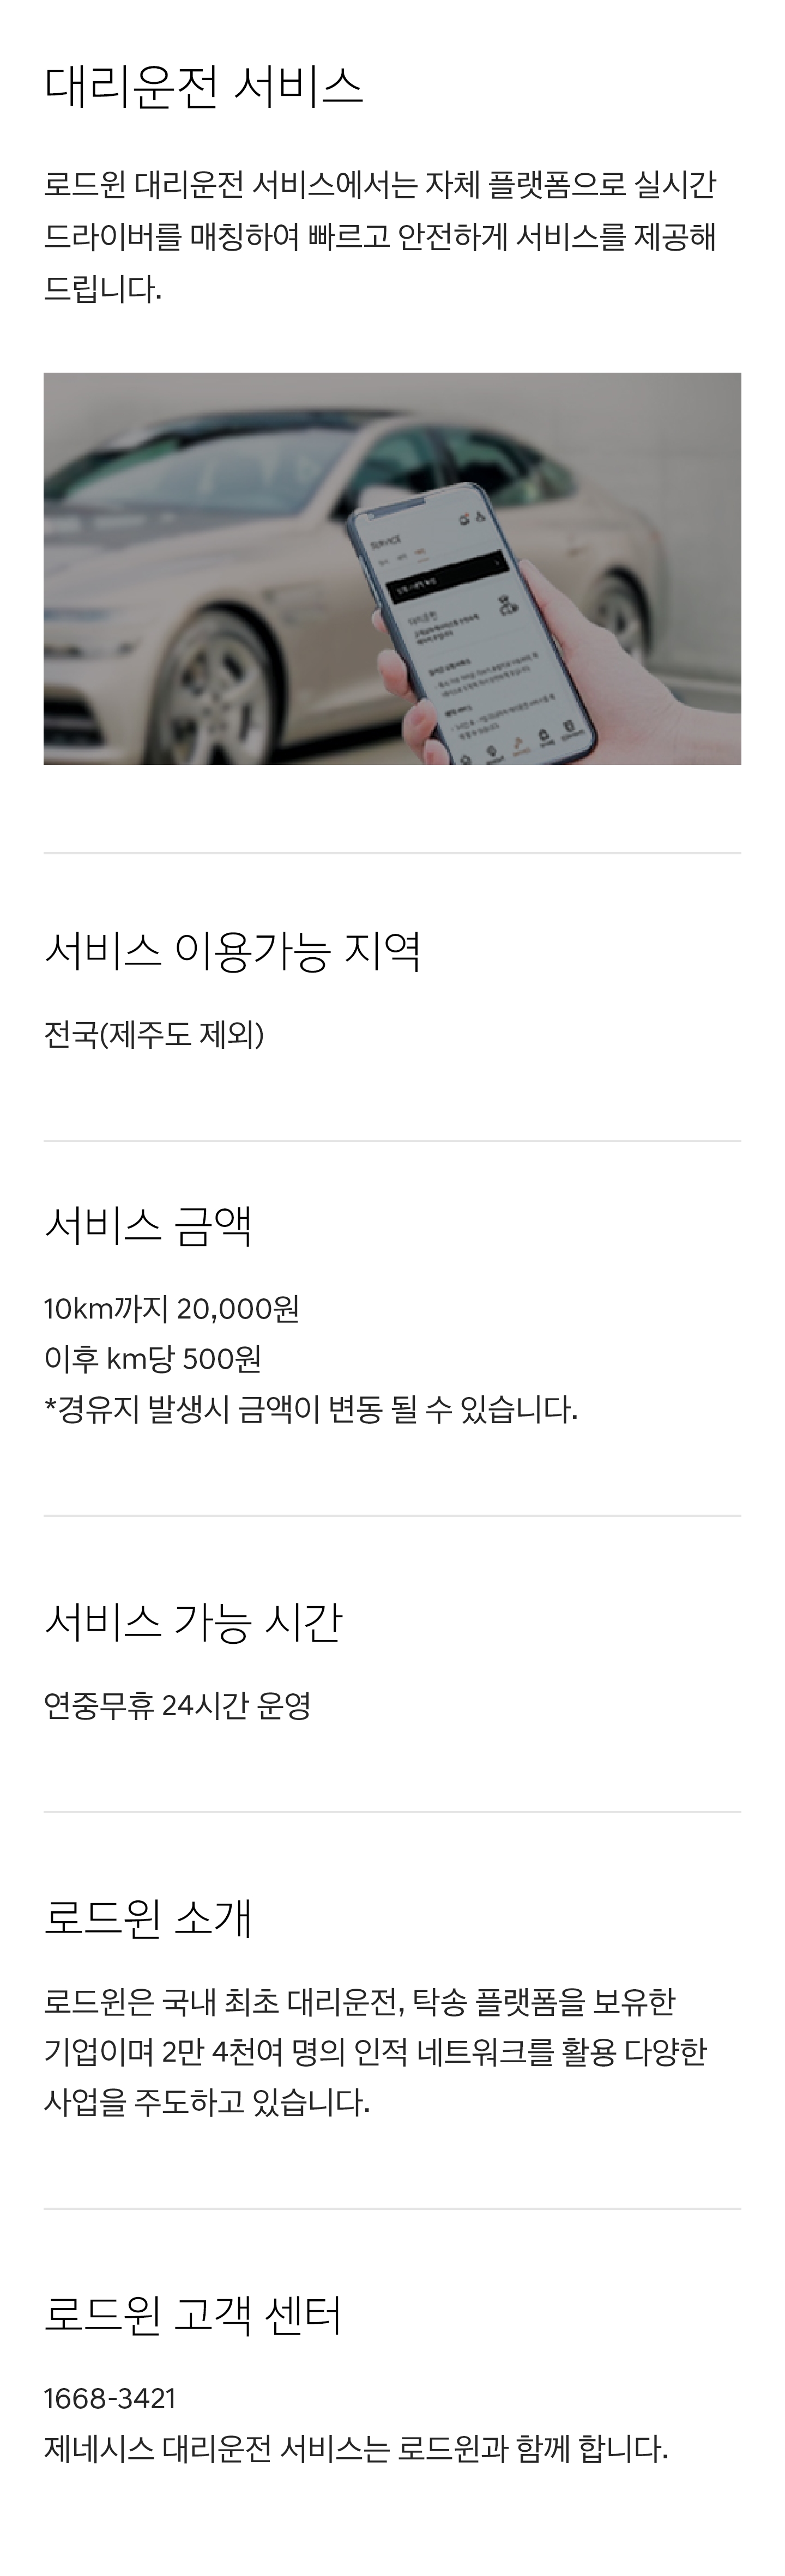 대리운전 서비스
로드윈 대리운전 서비스에서는 자체 플랫폼으로 실시간
드라이버를 매칭하여 빠르고 안전하게 서비스를 제공해
드립니다.
SERVICE
대리운전
서비스 이용가능 지역
전국(제주도 제외)
서비스 금액
10km까지 20,000원
이후 km당 500원
*경유지 발생시 금액이 변동 될 수 있습니다.
서비스 가능 시간
연중무휴 24시간 운영
로드윈 소개
로드윈은 국내 최초 대리운전, 탁송 플랫폼을 보유한
기업이며 2만 4천여 명의 인적 네트워크를 활용 다양한
사업을 주도하고 있습니다.
로드윈 고객 센터
1668-3421
제네시스 대리운전 서비스는 로드윈과 함께 합니다.